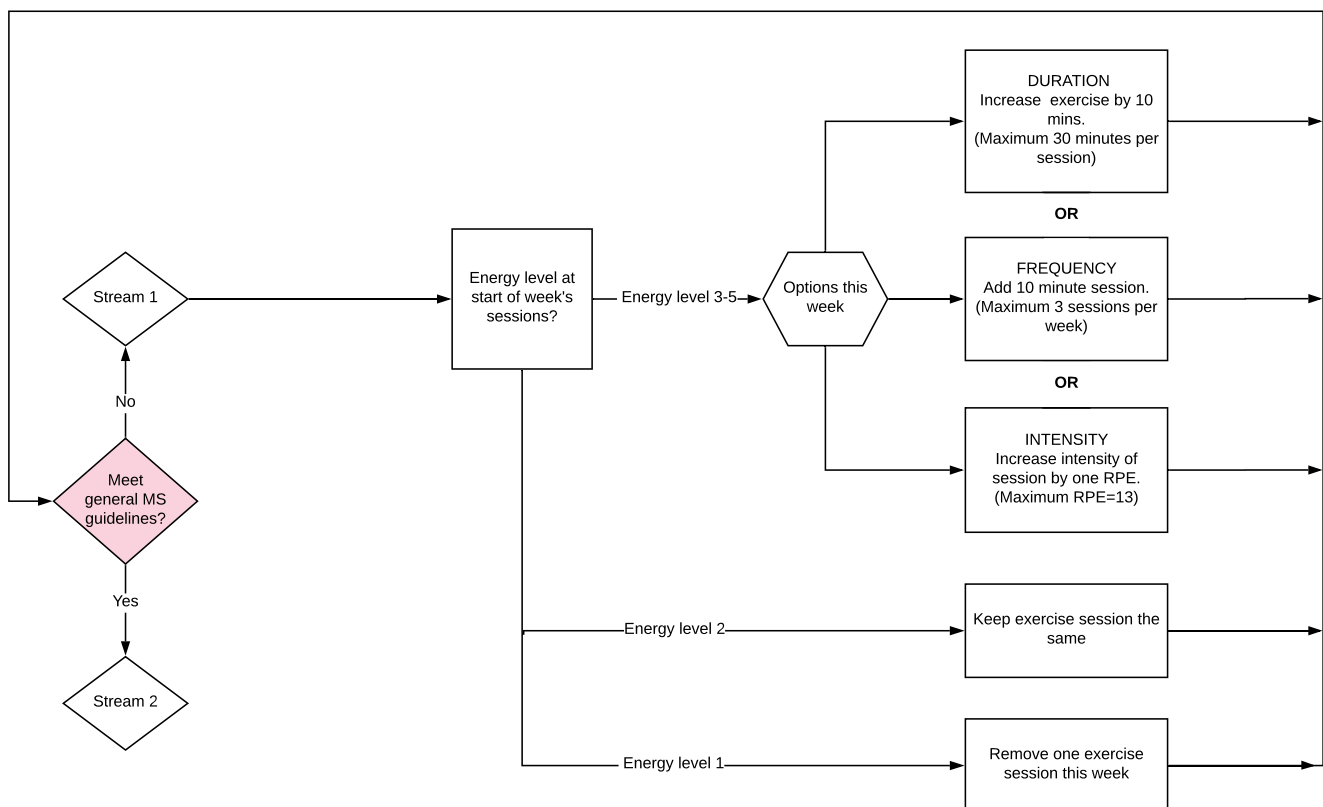 DURATION
Increase  exercise by 10
mins.
(Maximum 30 minutes per
session)
OR
Stream 1
Energy level at
start of week's
sessions?
Energy level 3-5
Options this
week
FREQUENCY
Add 10 minute session.
(Maximum 3 sessions per
week)
OR
No
Meet
general MS
guidelines?
INTENSITY
Increase intensity of
session by one RPE.
(Maximum RPE=13)
Yes
Energy level 2
Keep exercise session the
same
Stream 2
Energy level 1
Remove one exercise
session this week